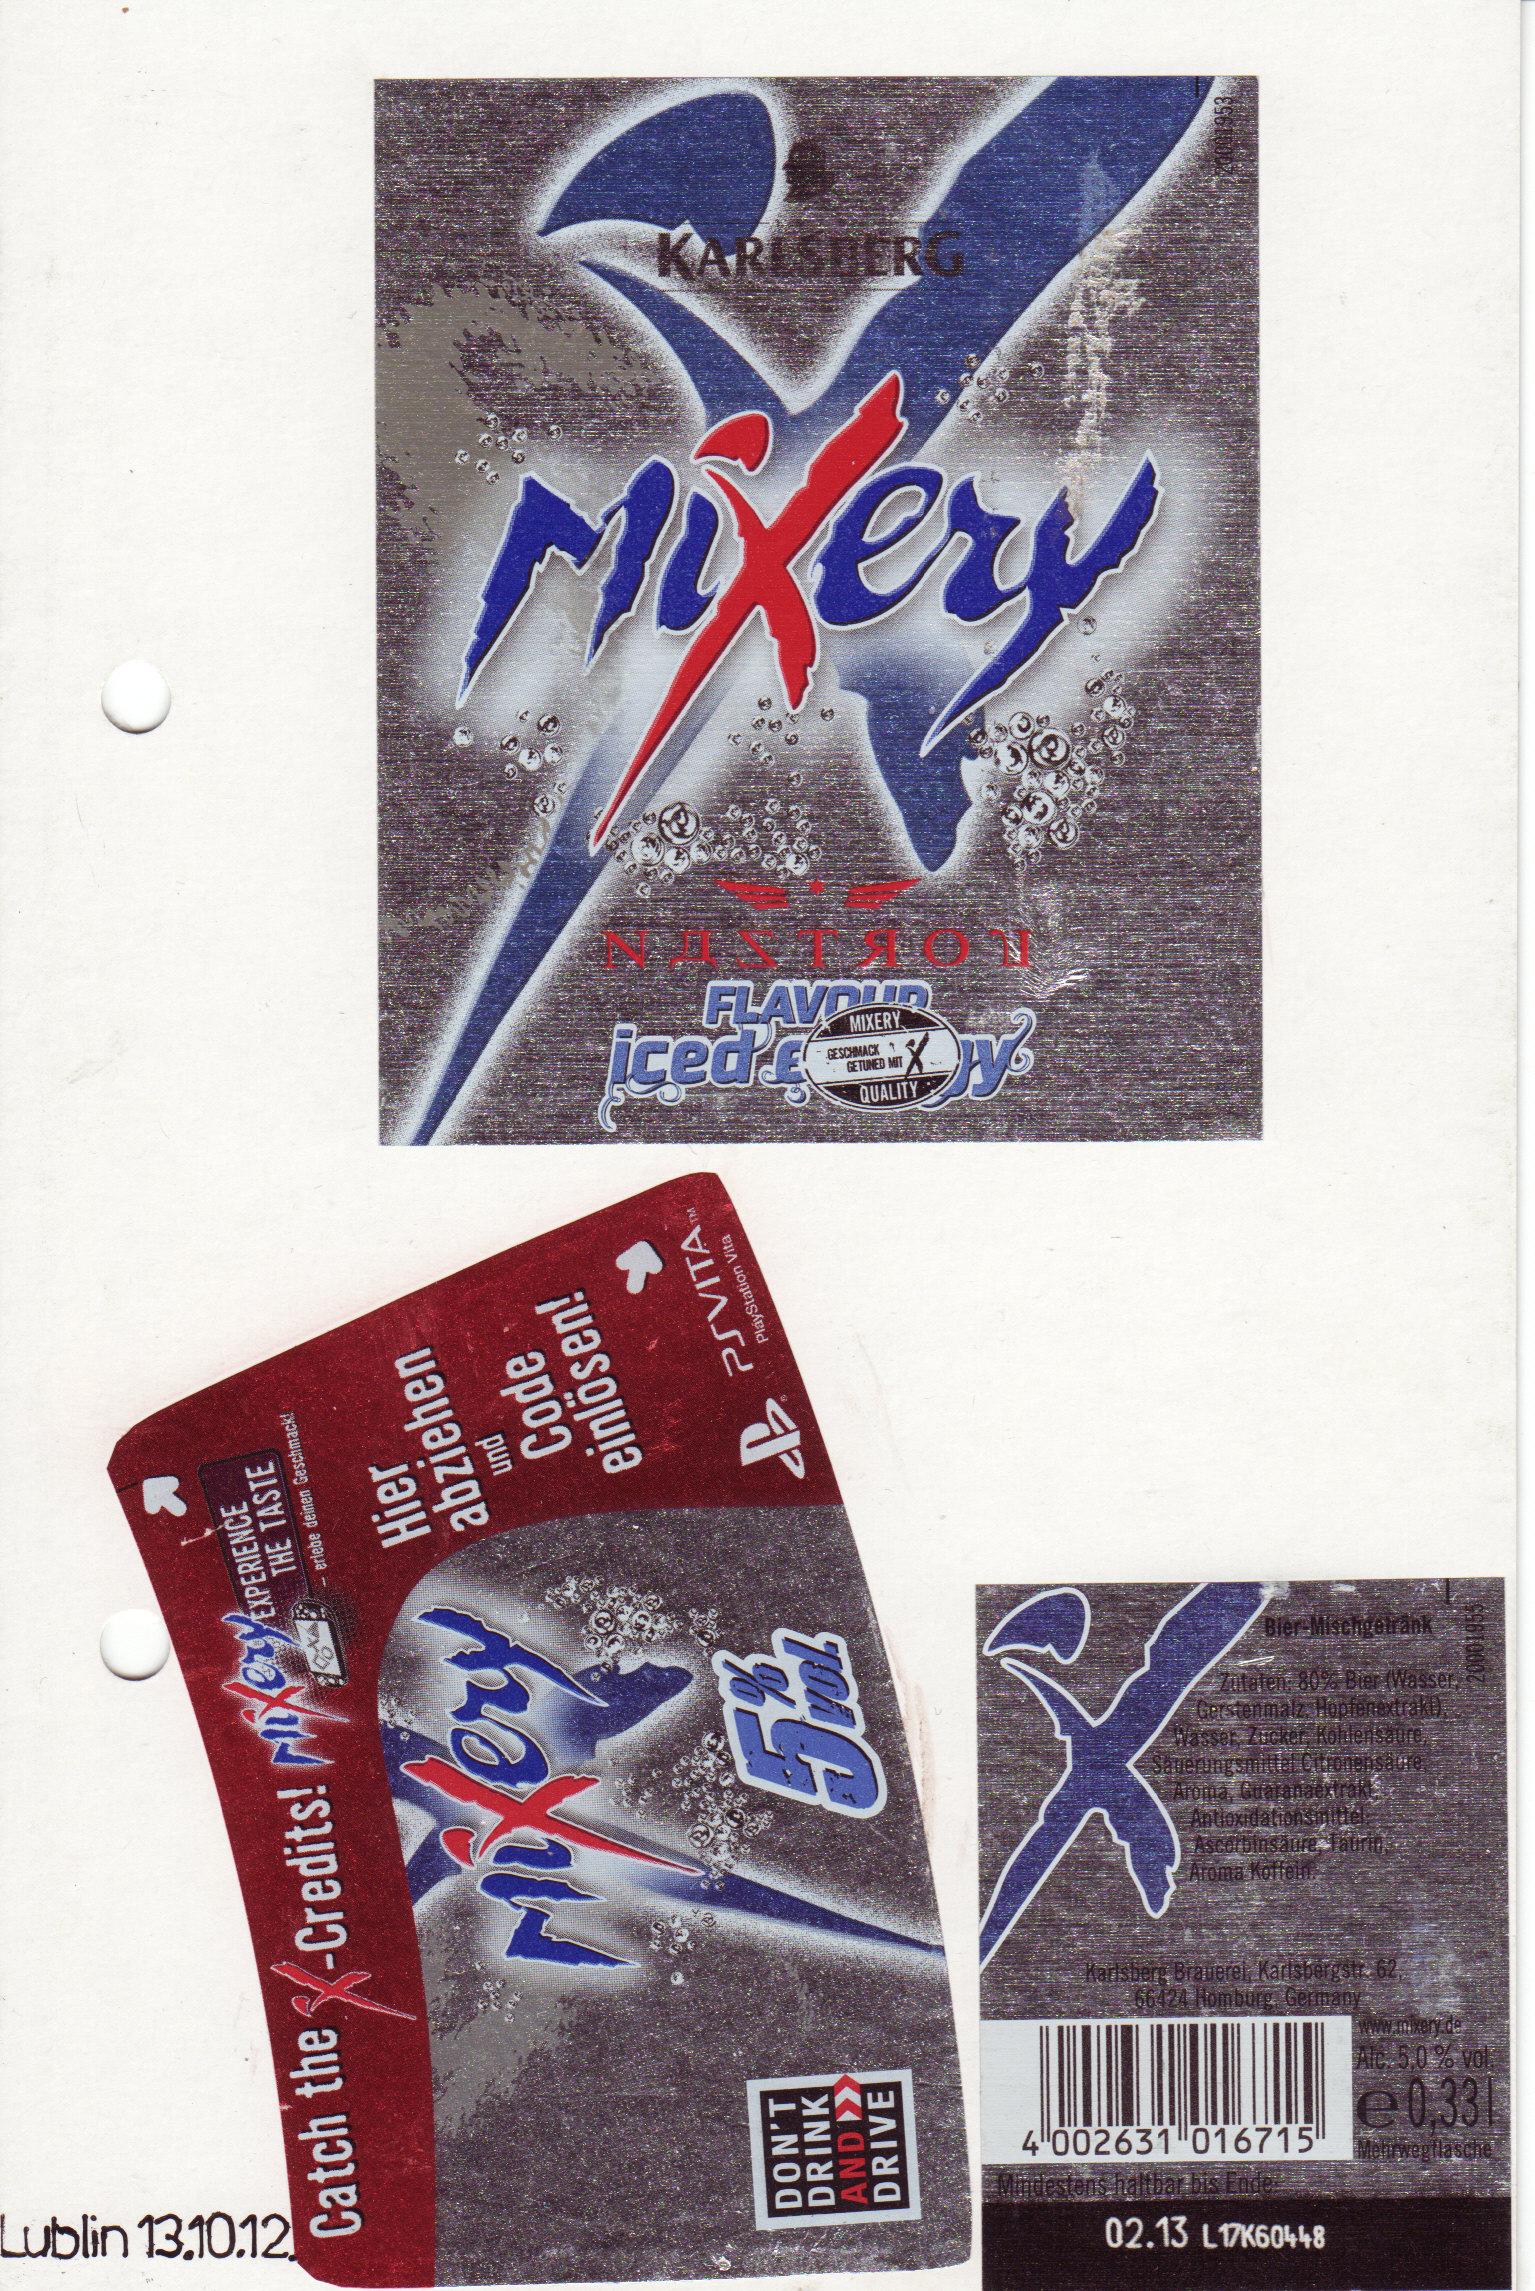 20001953
KARLSBERG
MiXery
NAZTROY
FLAVOUR
iced
MIXERY
GESCHMACK
GETUNED MIT X
QUALITY
Hier
abziehen
und
Code
einlösen!
PSVITA™
PlayStation Vita
MiXery
EXPERIENCE
THE TASTE
– erlebe deinen Geschmack!
Catch the X-Credits!
MiXery
5% vol.
DON'T
DRINK
AND
DRIVE
Lublin 13.10.12.
Bier-Mischgetränk
Zutaten: 80% Bier (Wasser,
Gerstenmalz, Hopfenextrakt),
Wasser, Zucker, Kohlensäure,
Säuerungsmittel Citronensäure,
Aroma, Guaranaextrakt,
Antioxidationsmittel:
Ascorbinsäure, Taurin,
Aroma Koffein.
2001955
Karlsberg Brauerei, Karlsbergstr. 62,
66424 Homburg, Germany
www.mixery.de
Alc. 5,0 % vol.
e 0,33 l
Mehrwegflasche
4 002631 016715
Mindestens haltbar bis Ende:
02.13 L17K60448